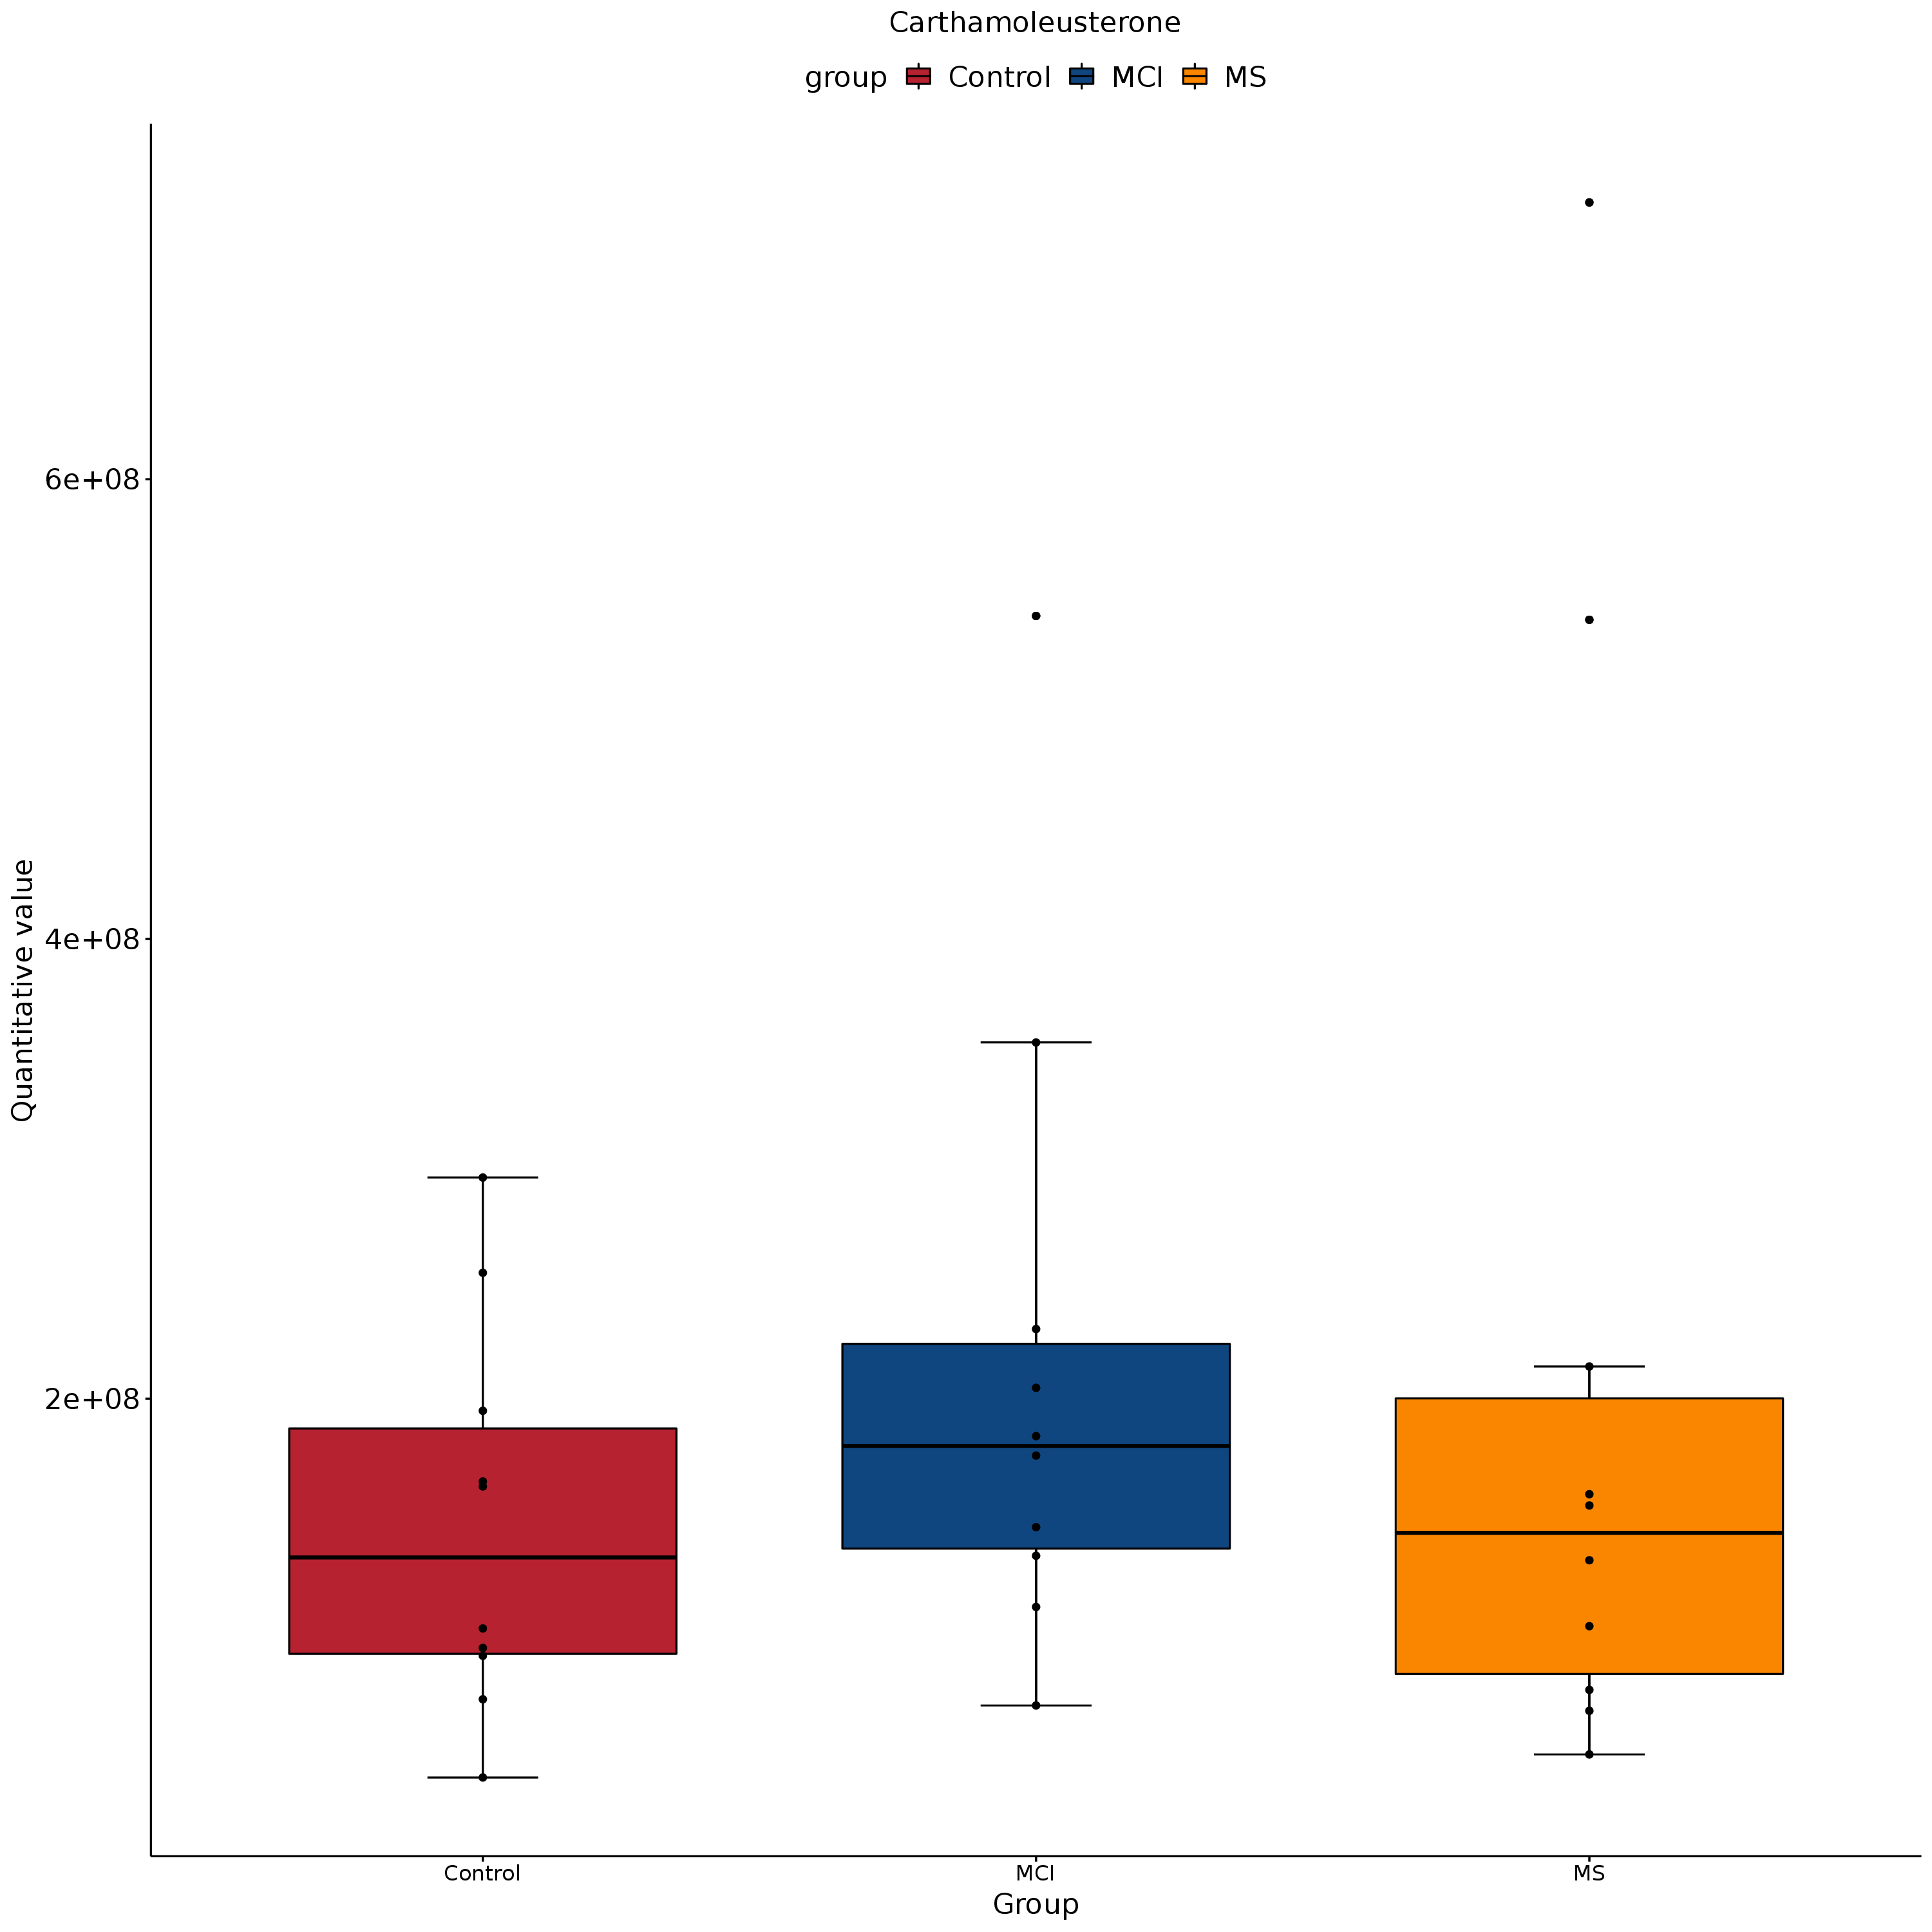 Carthamoleusterone
group Control MCI MS
6e+08
4e+08
2e+08
Quantitative value
Control MCI MS
Group